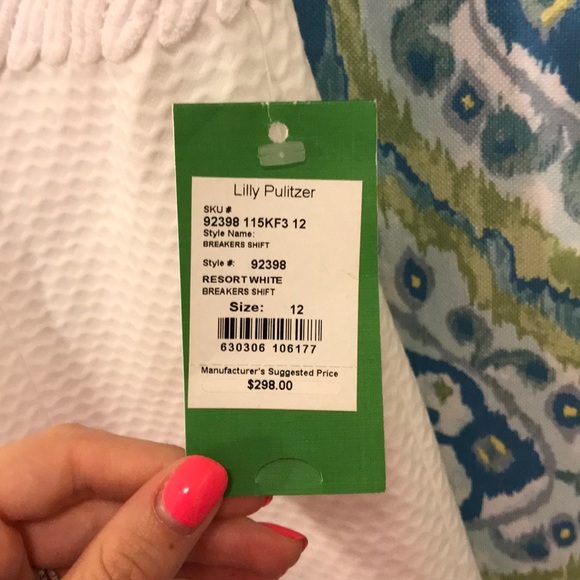 Lilly Pulitzer
SKU #
92398 115KF3 12
Style Name:
BREAKERS SHIFT
Style #: 92398
RESORT WHITE
BREAKERS SHIFT
Size: 12
630306 106177
Manufacturer's Suggested Price
$298.00